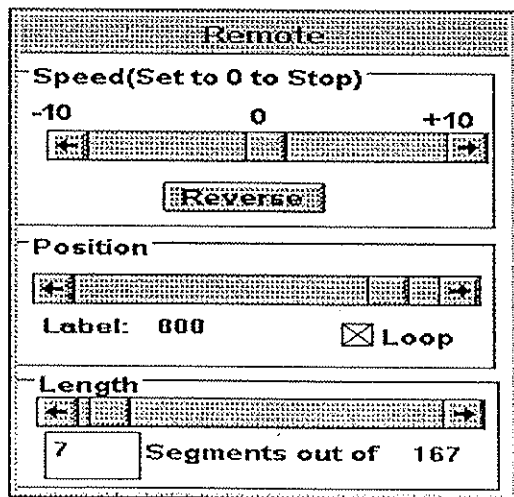 Remote
Speed(Set to 0 to Stop)
-10 0 +10
Reverse
Position
Label: 800 Loop
Length
7 Segments out of 167